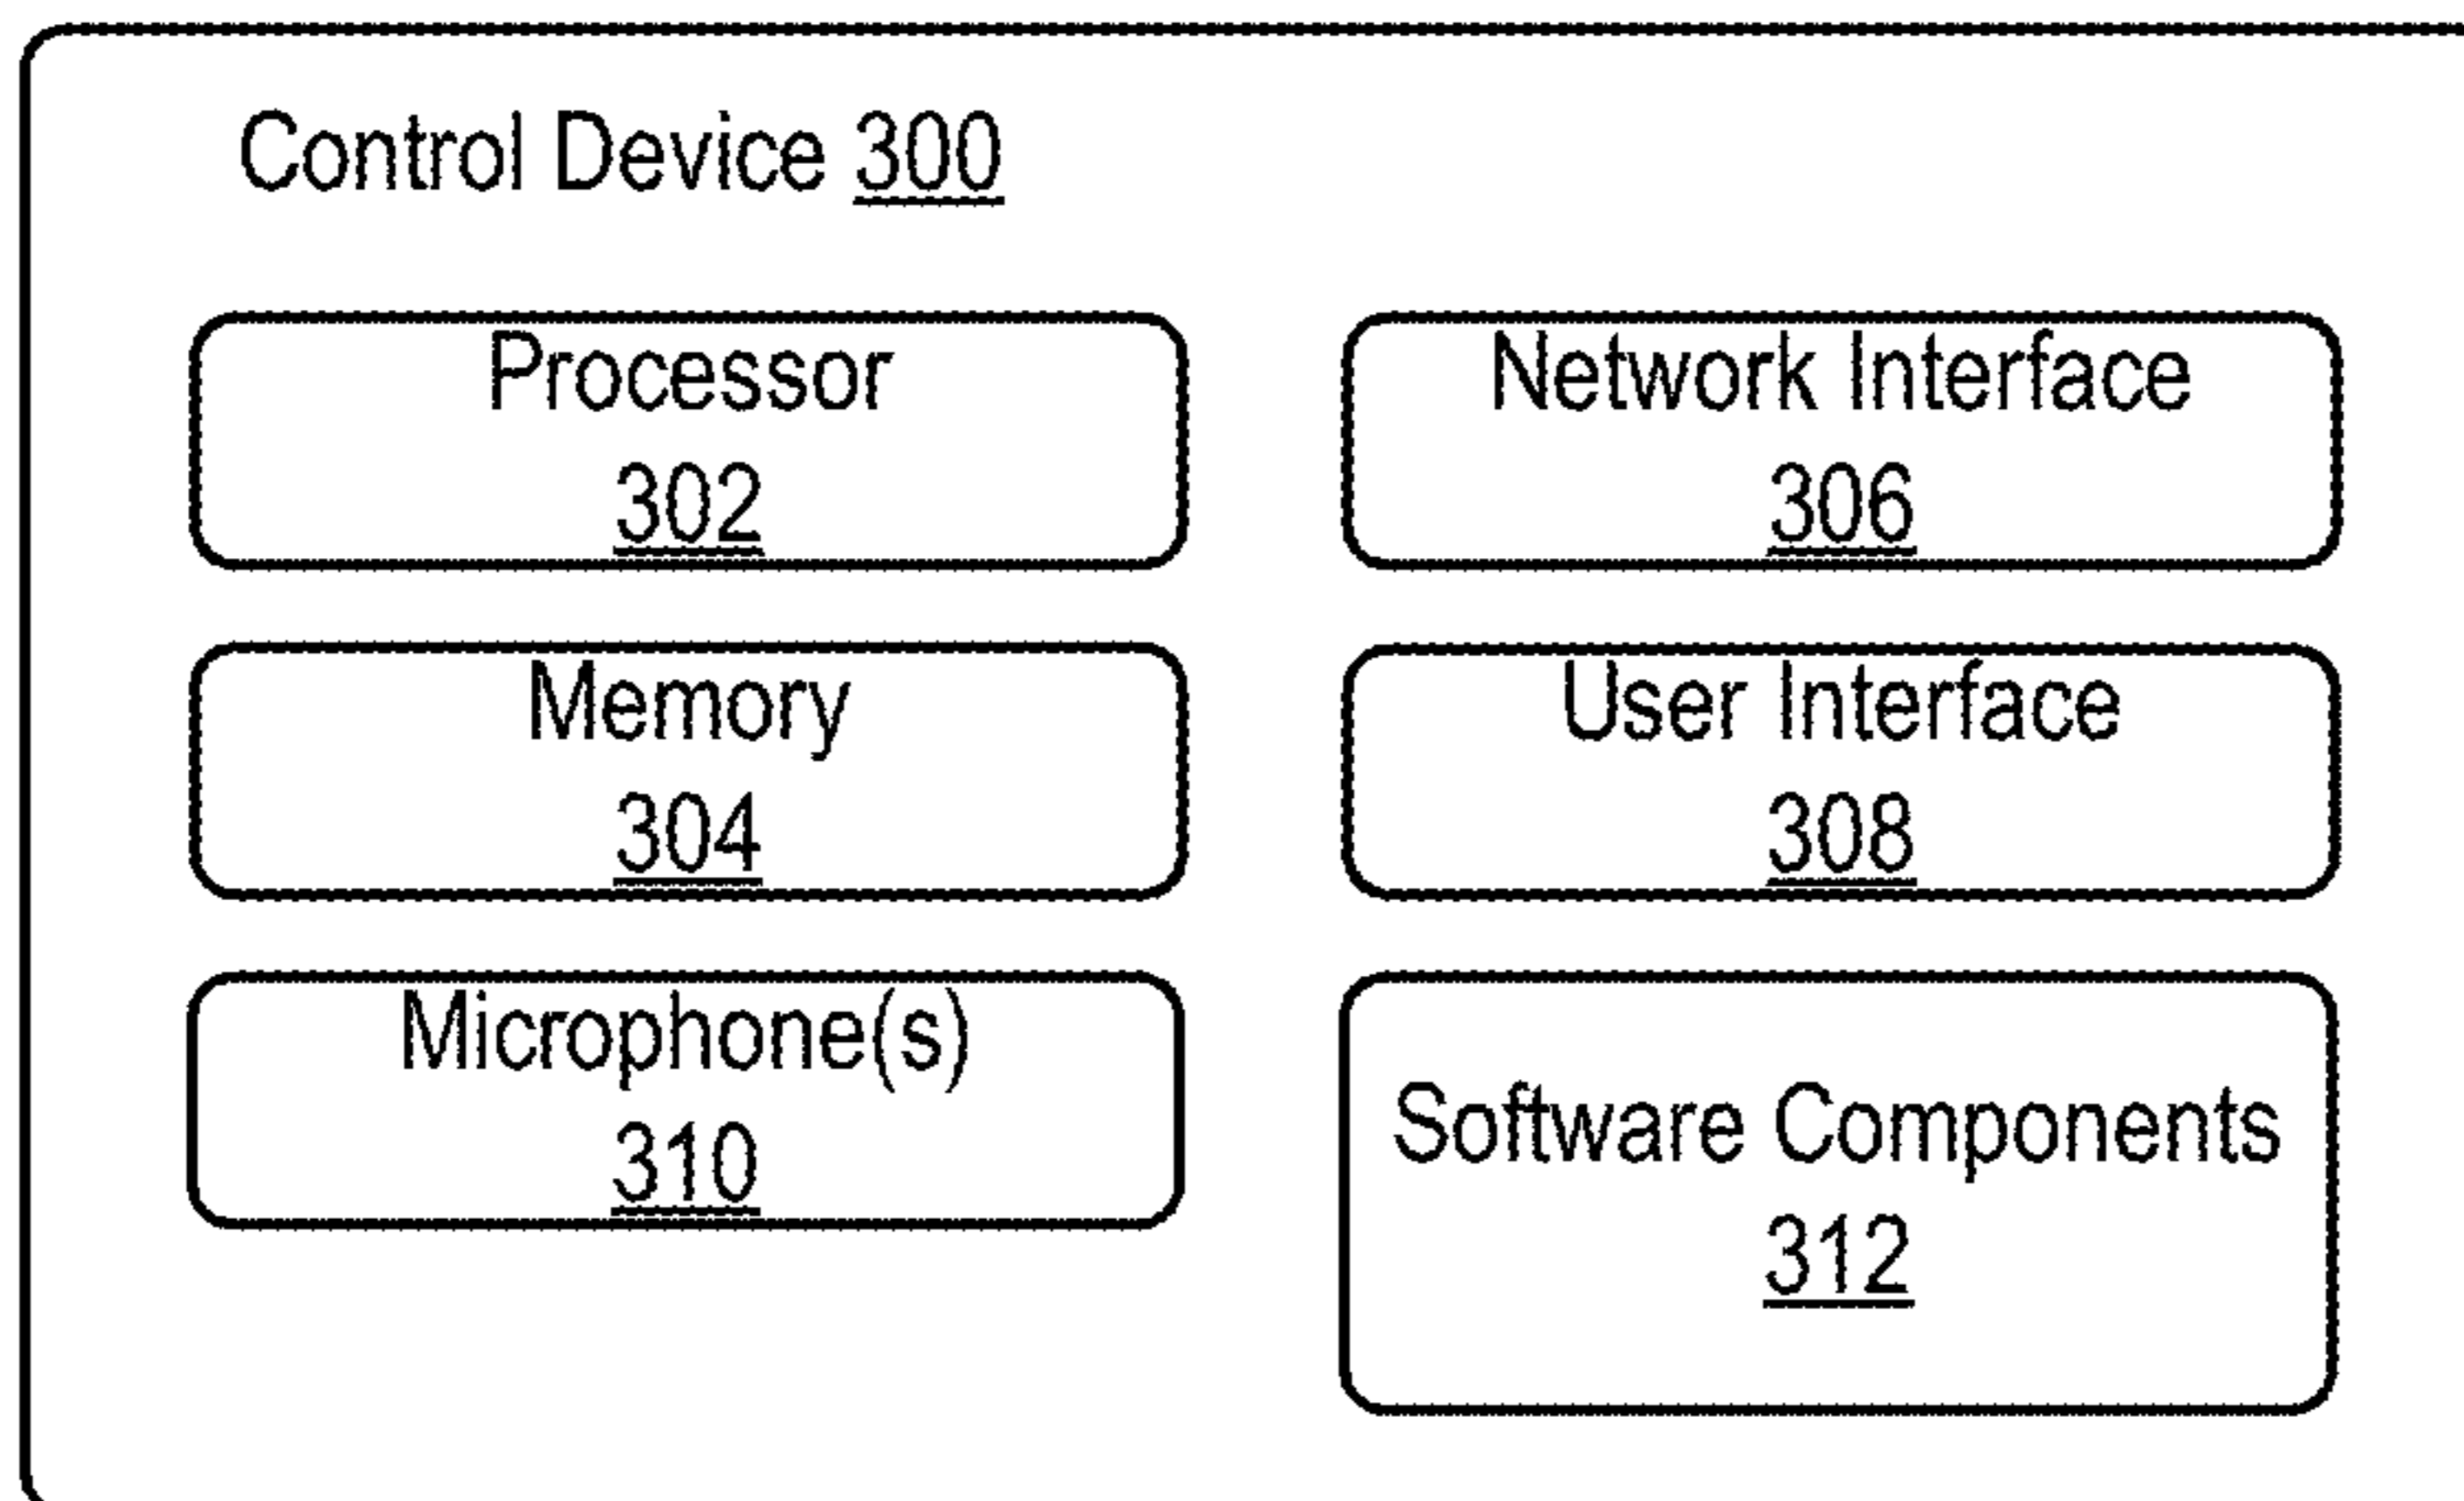 Control Device 300
Processor
302
Network Interface
306
Memory
304
User Interface
308
Microphone(s)
310
Software Components
312